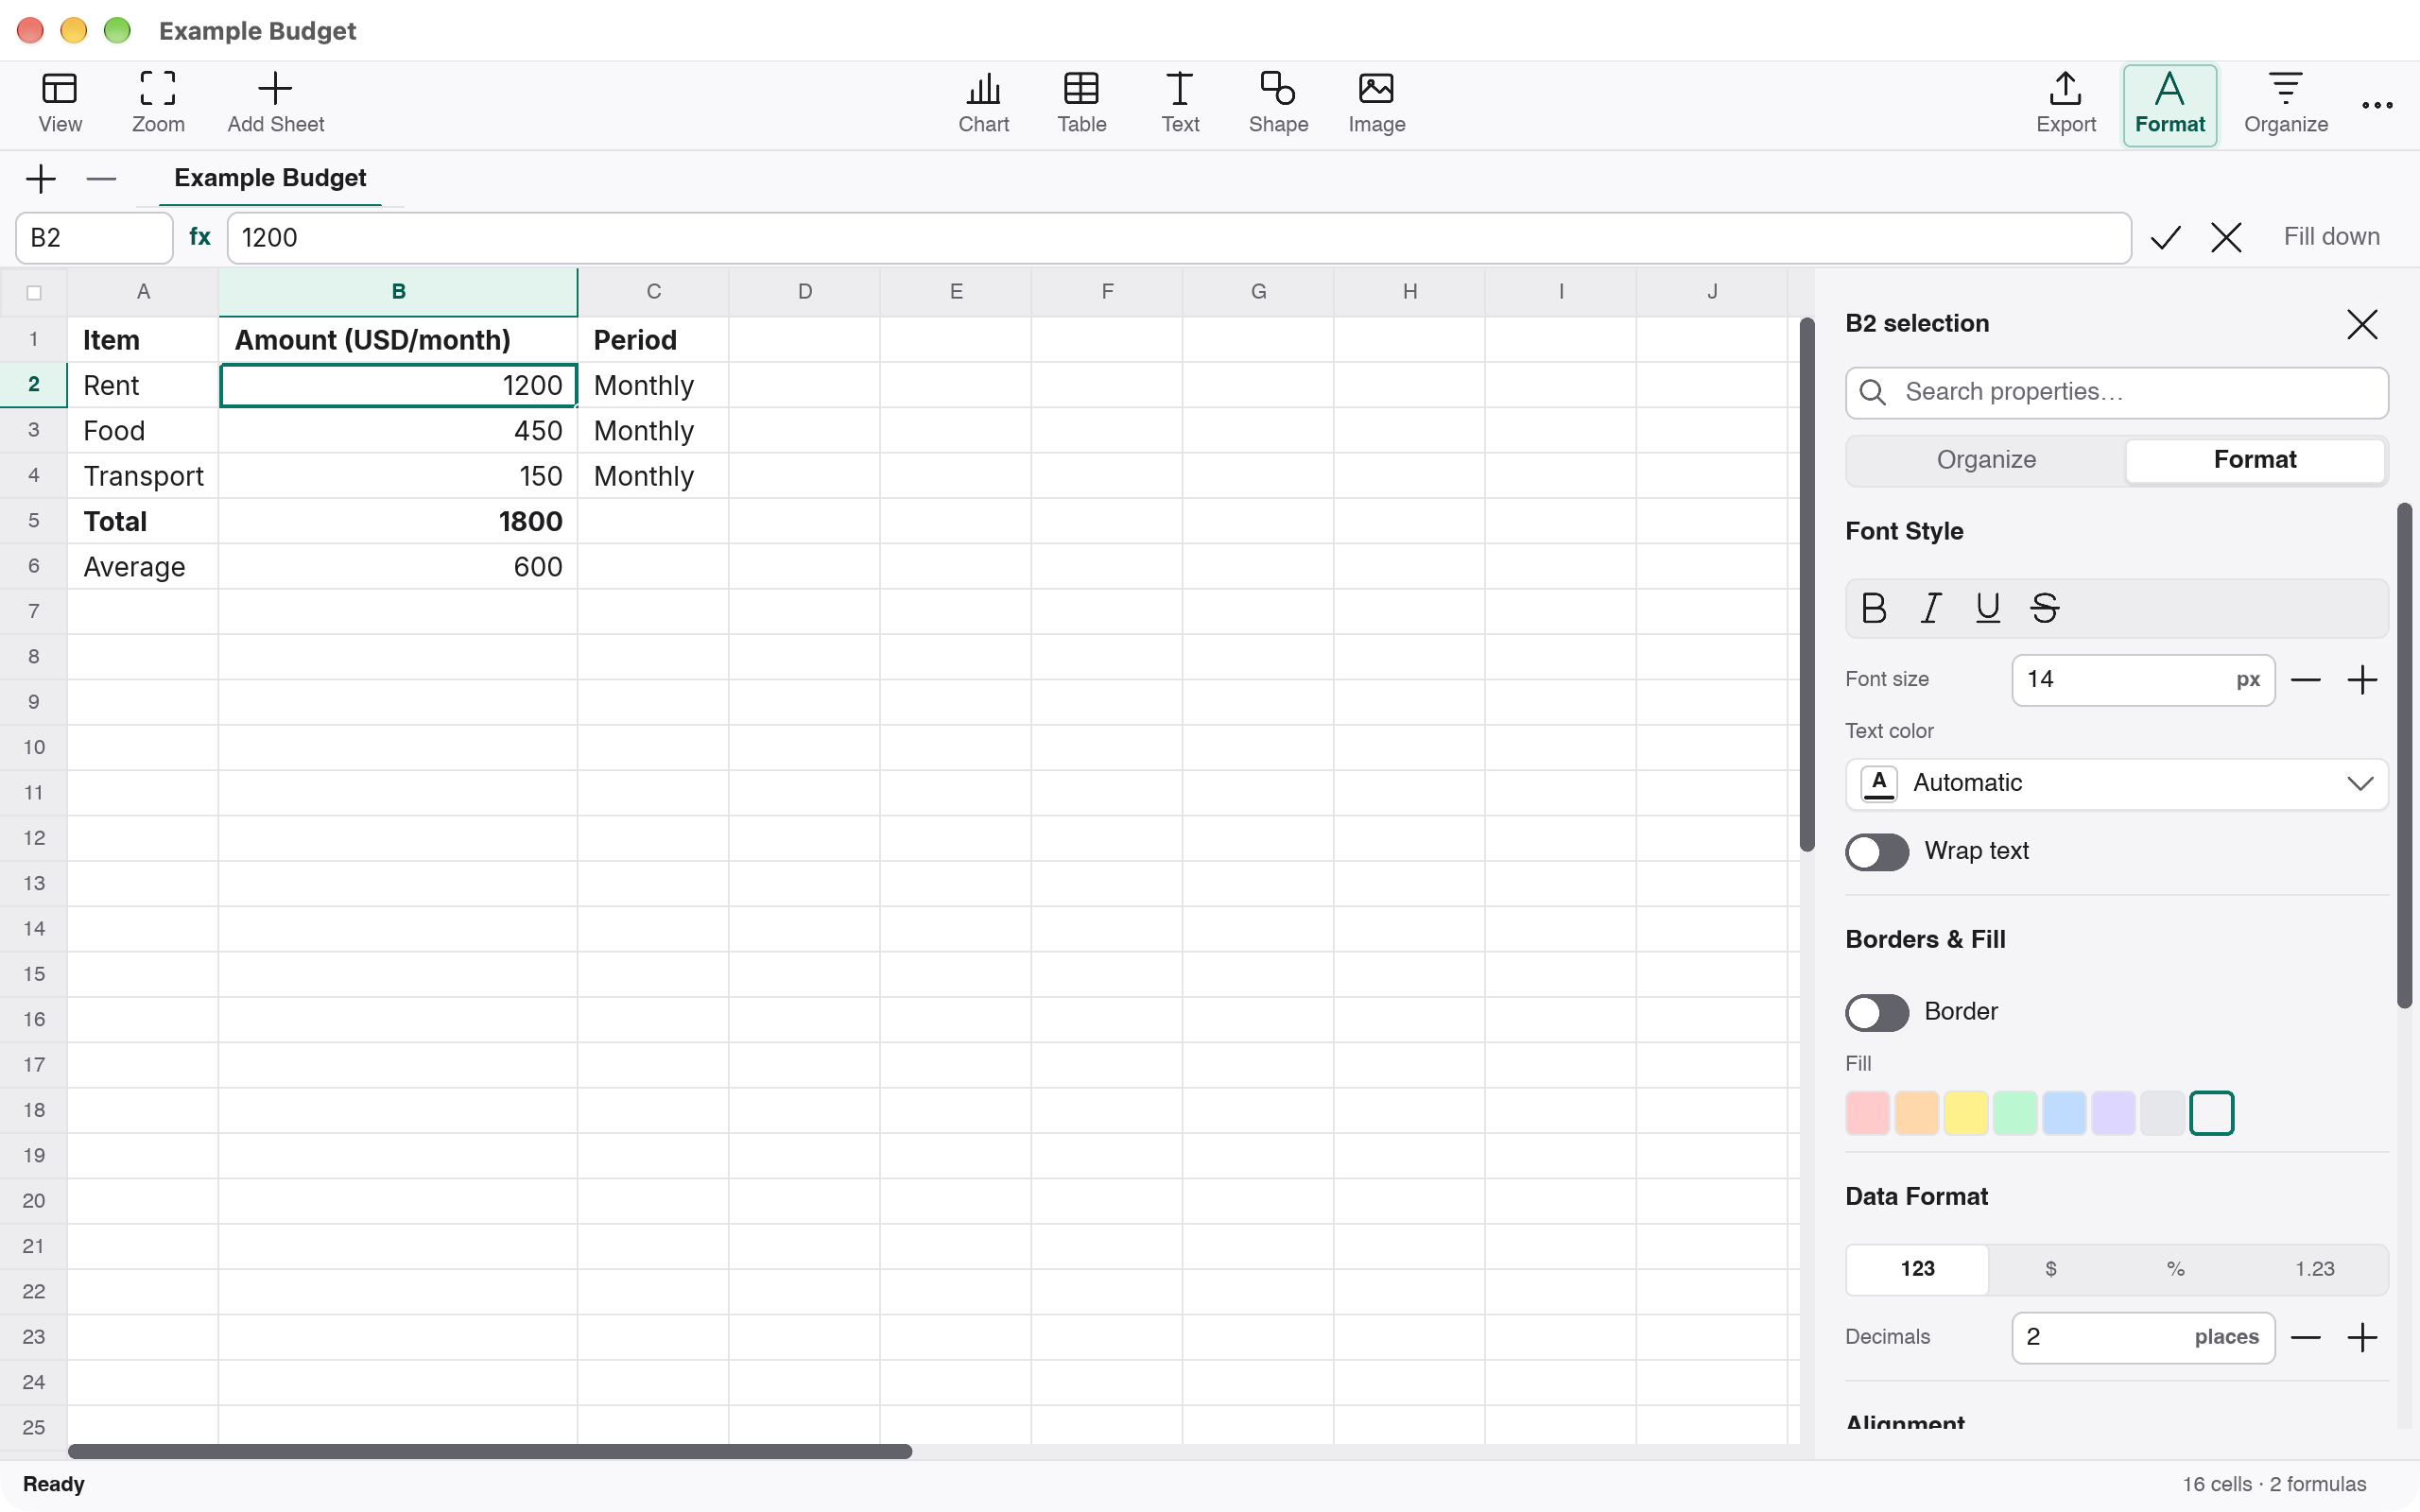 Example Budget
View Zoom Add Sheet Chart Table Text Shape Image Export Format Organize
Example Budget
B2 fx 1200 Fill down
A B C D E F G H I J
1 Item Amount (USD/month) Period
2 Rent 1200 Monthly
3 Food 450 Monthly
4 Transport 150 Monthly
5 Total 1800
6 Average 600
7
8
9
10
11
12
13
14
15
16
17
18
19
20
21
22
23
24
25
B2 selection
Search properties…
Organize Format
Font Style
B I U S
Font size 14 px
Text color
A Automatic
Wrap text
Borders & Fill
Border
Fill
Data Format
123 $ % 1.23
Decimals 2 places
Alignment
Ready 16 cells · 2 formulas